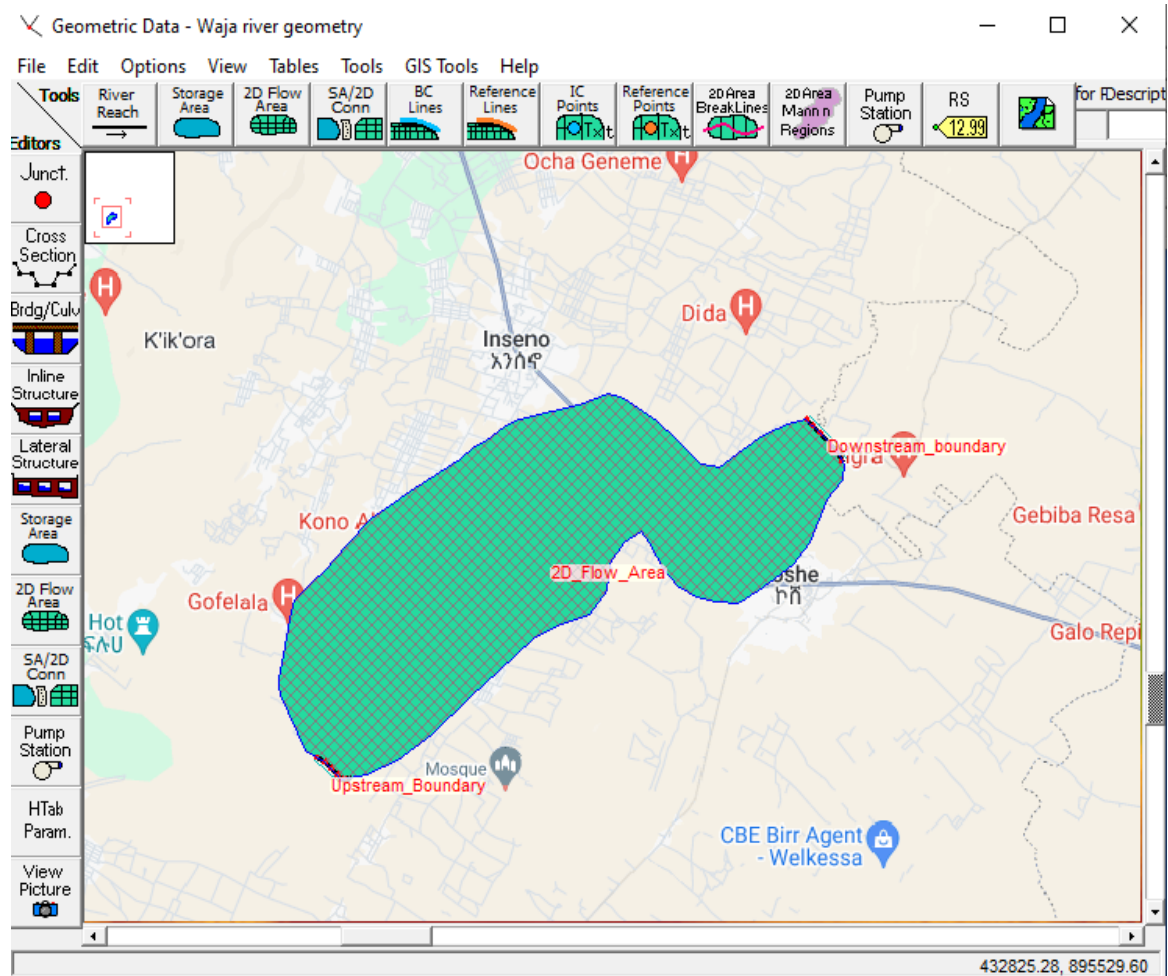 Geometric Data - Waja river geometry
File Edit Options View Tables Tools GIS Tools Help
Tools
Editors
River
Reach
Storage
Area
2D Flow
Area
SA/2D
Conn
BC
Lines
Reference
Lines
IC
Points
Reference
Points
2D Area
BreakLines
2D Area
Mann n
Regions
Pump
Station
RS
12.99
for
Descript
Junct.
Cross
Section
Brdg/Culv
Inline
Structure
Lateral
Structure
Storage
Area
2D Flow
Area
SA/2D
Conn
Pump
Station
HTab
Param.
View
Picture
Ocha Geneme
H
H
Dida
H
K'ik'ora
Inseno
እንሰኖ
Downstream_boundary
H
Gebiba Resa
Kono
2D_Flow_Area
oshe
ኮሸ
Gofelala
H
Hot
ፍሉሀ
Galo Repi
Mosque
Upstream_Boundary
CBE Birr Agent
- Welkessa
432825.28, 895529.60